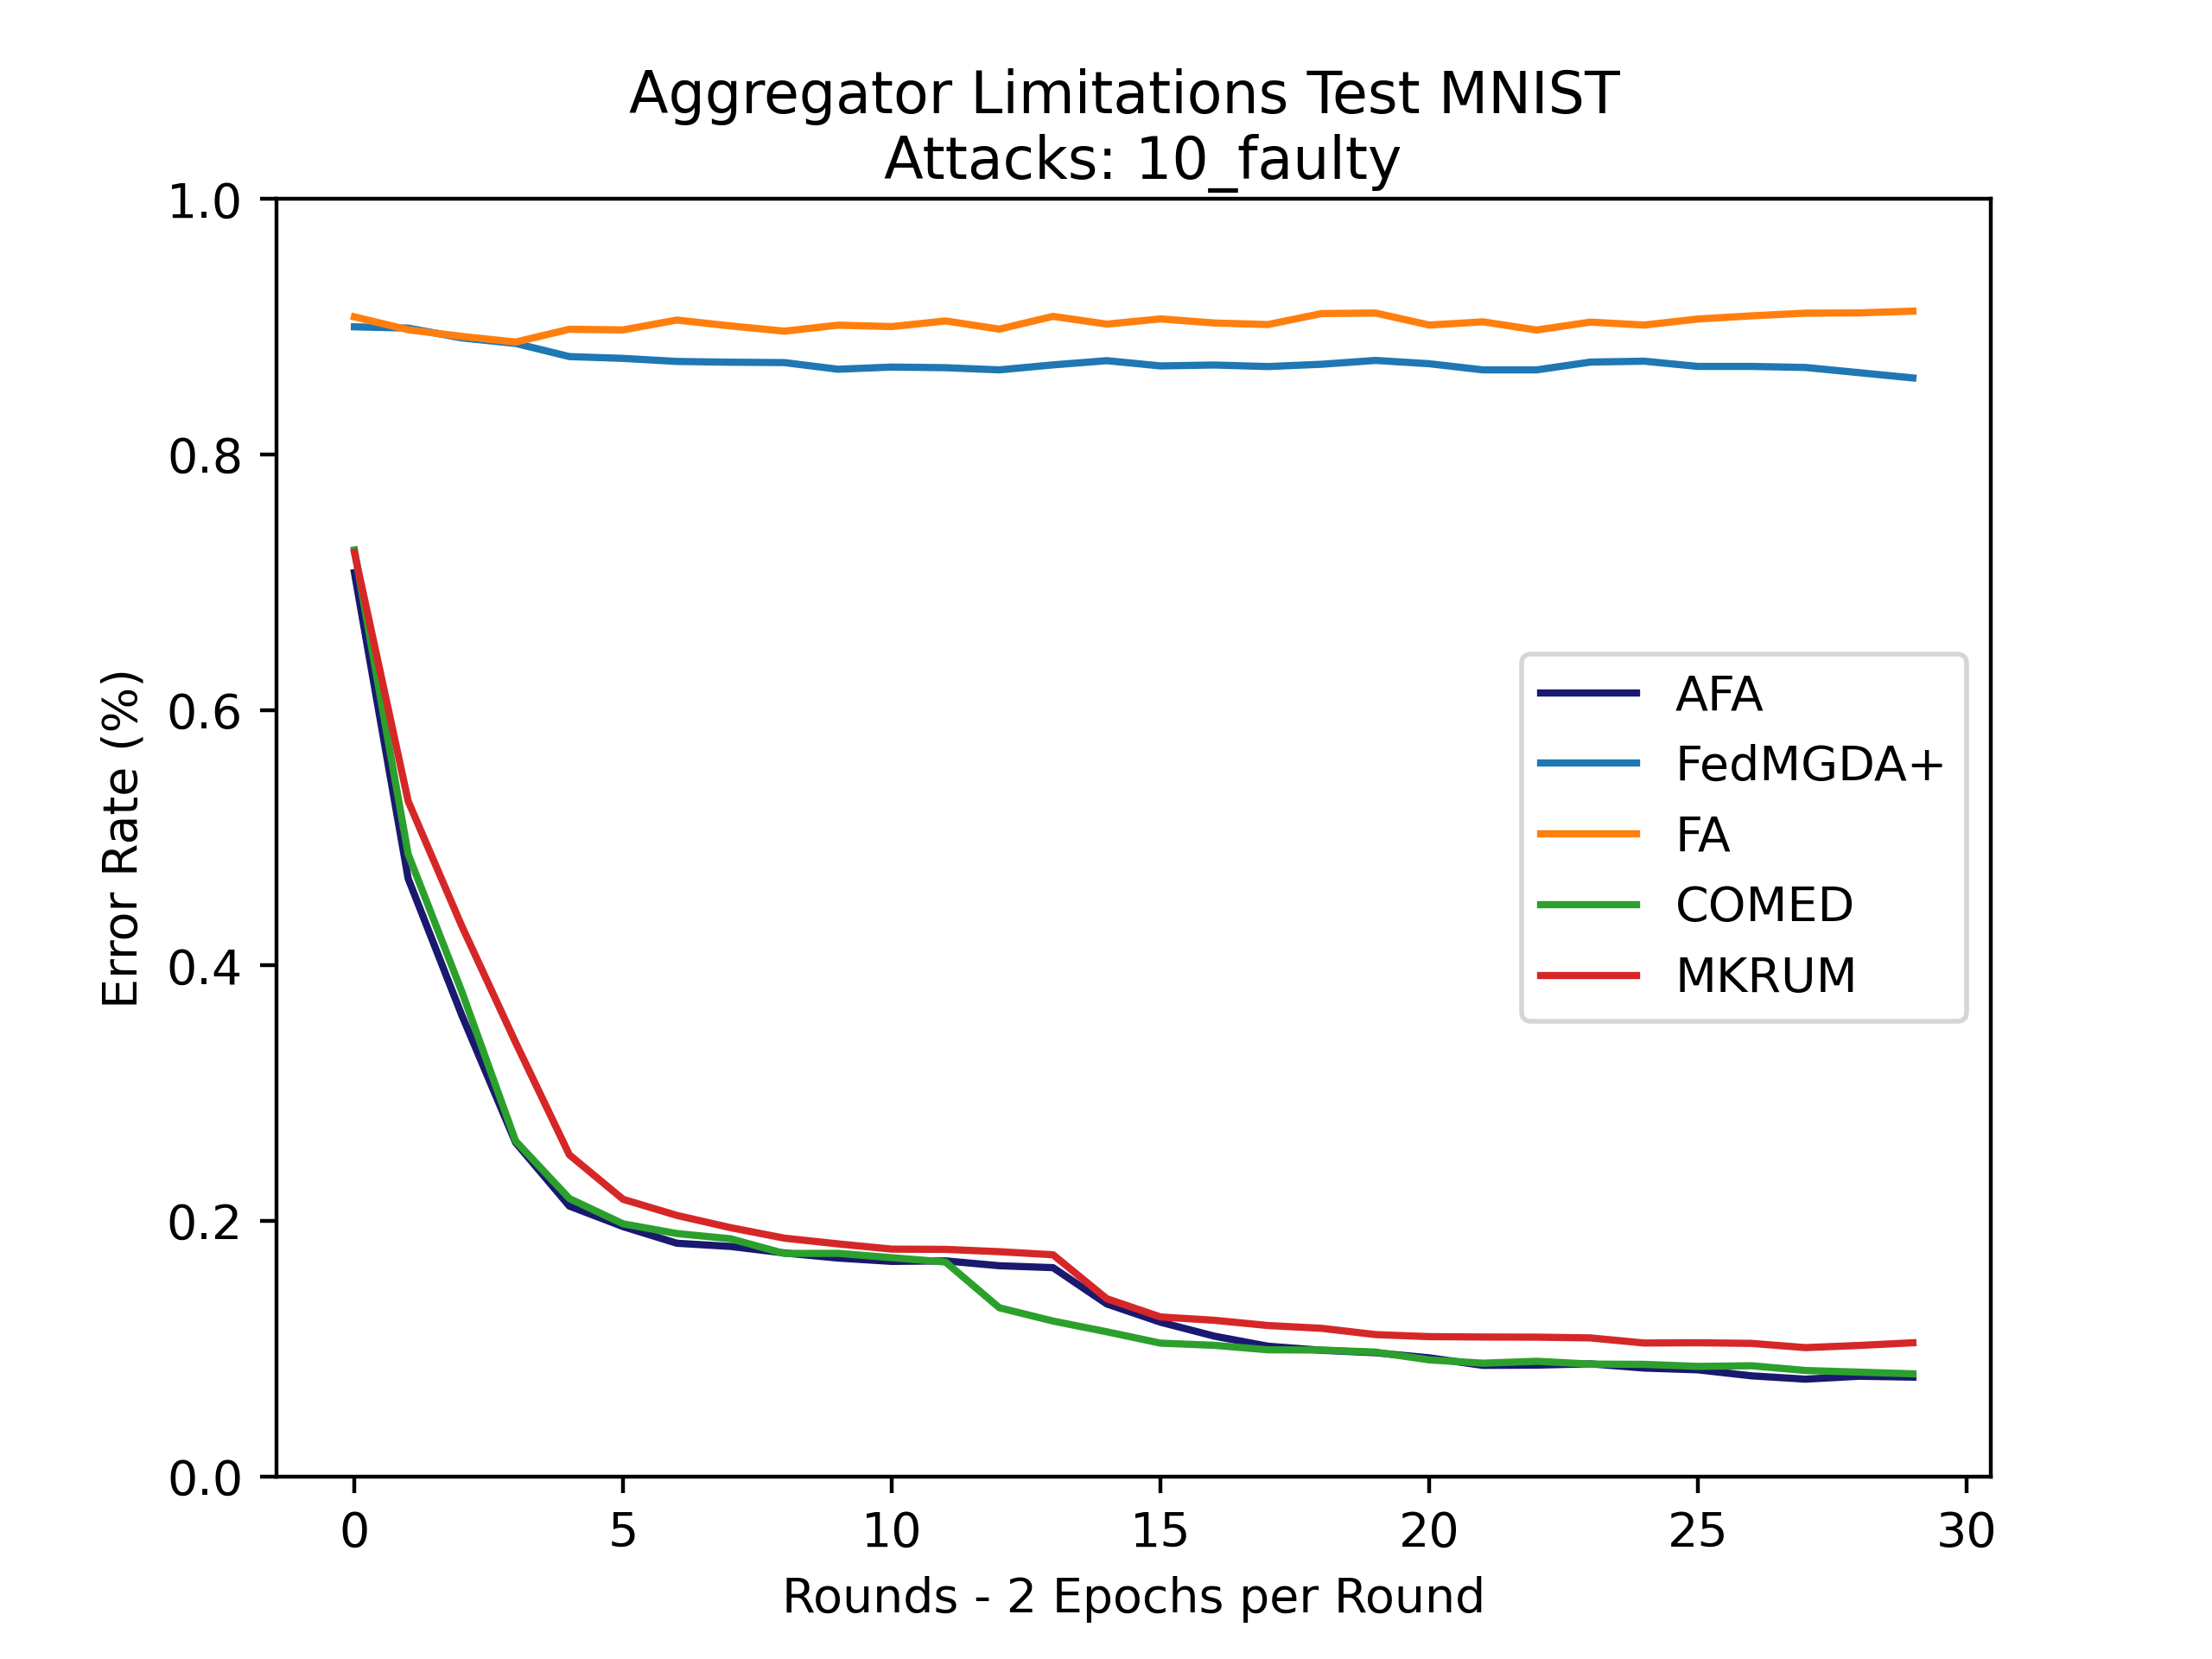 Aggregator Limitations Test MNIST
Attacks: 10_faulty
1.0
0.8
0.6
0.4
0.2
0.0
Error Rate (%)
AFA
FedMGDA+
FA
COMED
MKRUM
0 5 10 15 20 25 30
Rounds - 2 Epochs per Round